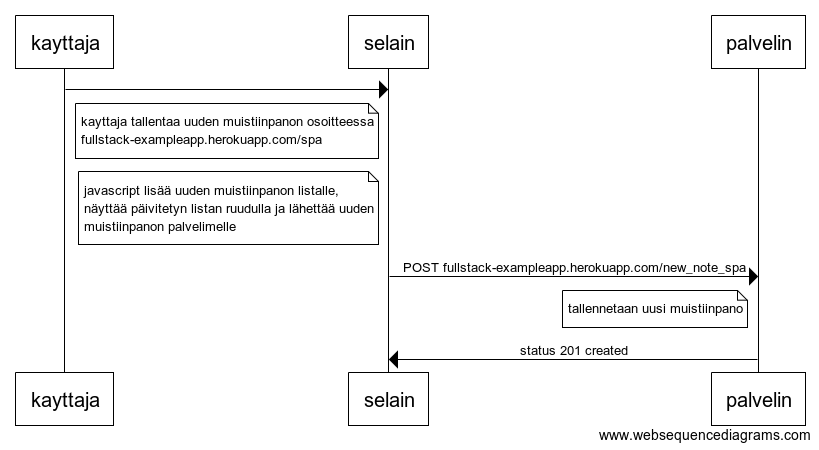 kayttaja
selain
palvelin
kayttaja tallentaa uuden muistiinpanon osoitteessa
fullstack-exampleapp.herokuapp.com/spa
javascript lisää uuden muistiinpanon listalle,
näyttää päivitetyn listan ruudulla ja lähettää uuden
muistiinpanon palvelimelle
POST fullstack-exampleapp.herokuapp.com/new_note_spa
tallennetaan uusi muistiinpano
status 201 created
kayttaja
selain
palvelin
www.websequencediagrams.com